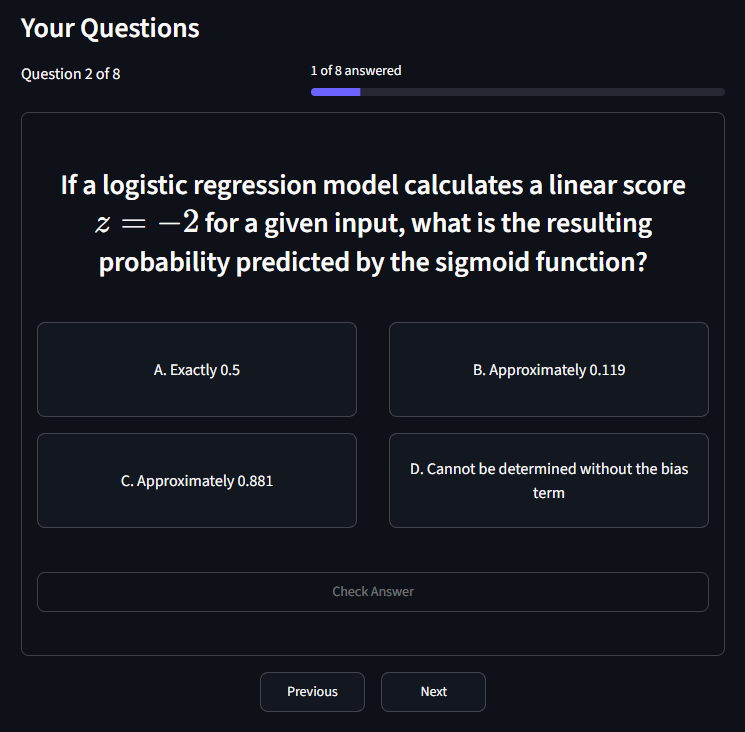 Your Questions
Question 2 of 8
1 of 8 answered
If a logistic regression model calculates a linear score
z = −2 for a given input, what is the resulting
probability predicted by the sigmoid function?
A. Exactly 0.5
B. Approximately 0.119
C. Approximately 0.881
D. Cannot be determined without the bias
term
Check Answer
Previous
Next